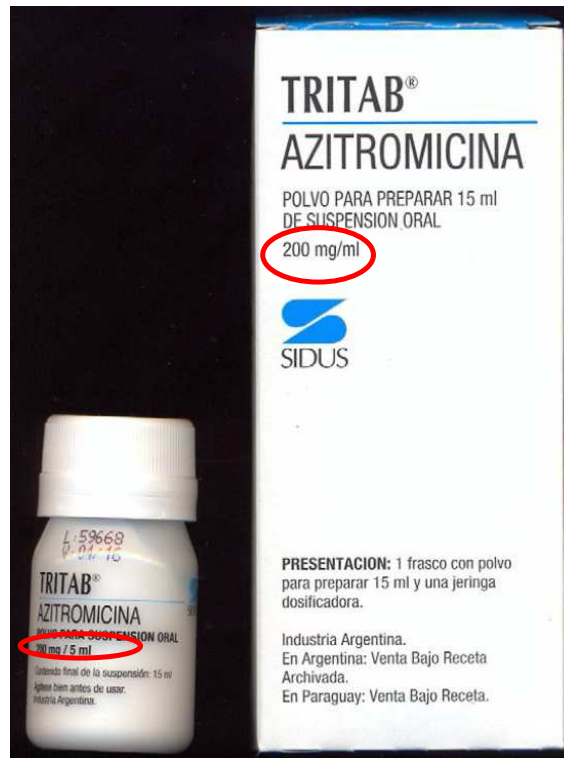 TRITAB®
AZITROMICINA
POLVO PARA PREPARAR 15 ml
DE SUSPENSION ORAL
200 mg/ml
SIDUS
PRESENTACION: 1 frasco con polvo
para preparar 15 ml y una jeringa
dosificadora.
Industria Argentina.
En Argentina: Venta Bajo Receta
Archivada.
En Paraguay: Venta Bajo Receta.
L:59668
V:01/16
TRITAB®
AZITROMICINA
POLVO PARA SUSPENSION ORAL
200 mg / 5 ml
Contenido final de la suspensión: 15 ml
Agítese bien antes de usar.
Industria Argentina.